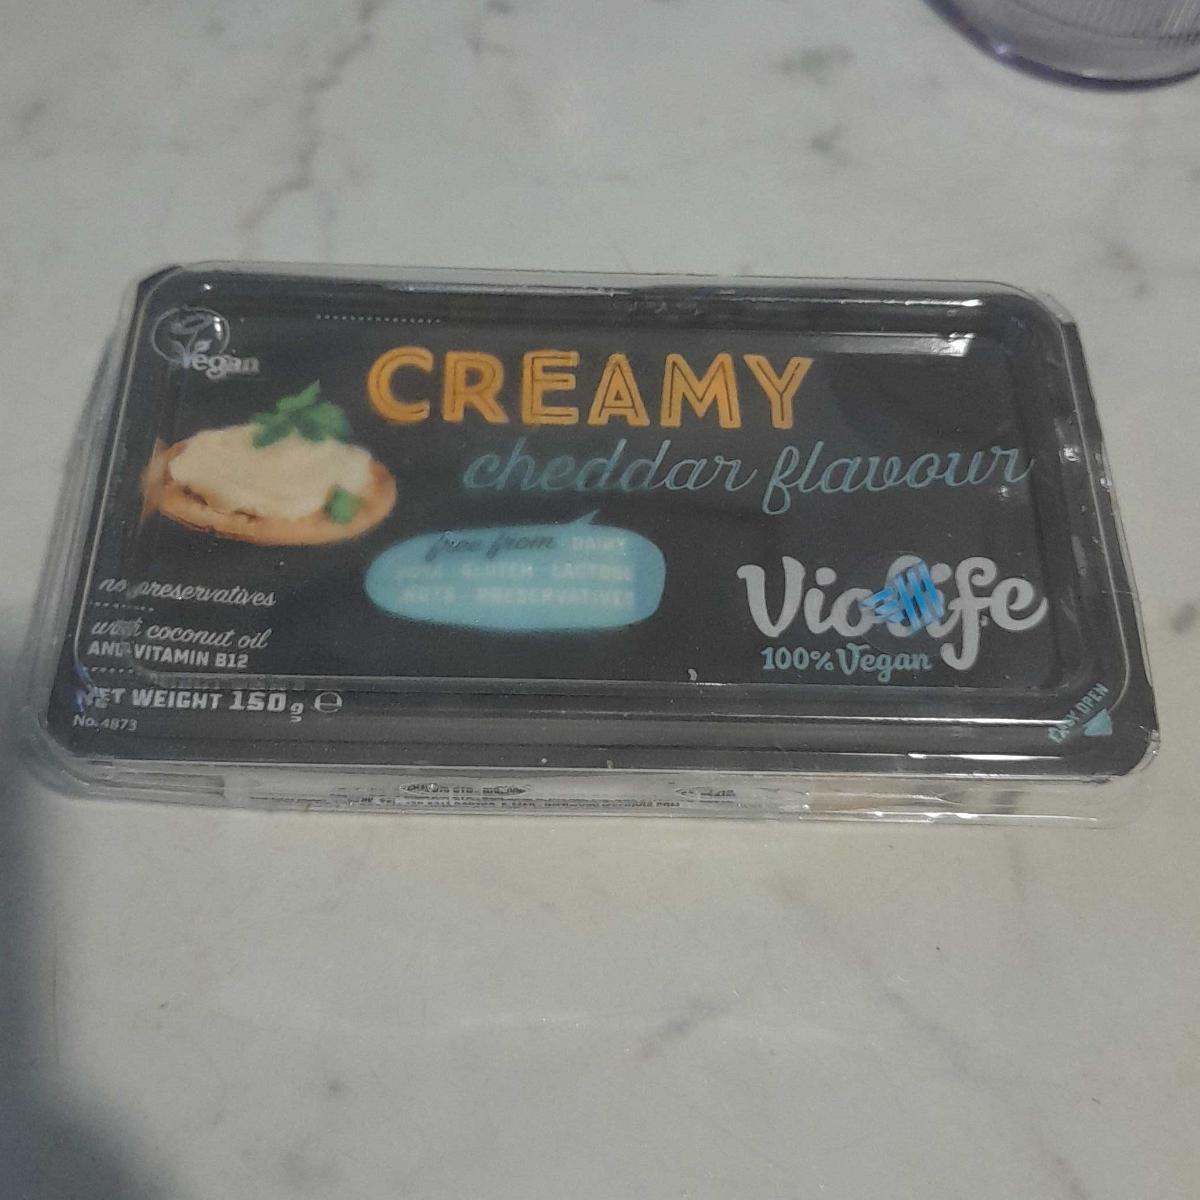 Vegan
CREAMY
cheddar flavour
free from DAIRY
SOYA GLUTEN LACTOSE
NUTS PRESERVATIVES
no preservatives
with coconut oil
AND VITAMIN B12
NET WEIGHT 150g e
No. 4873
Violife
100% Vegan
EASY OPEN